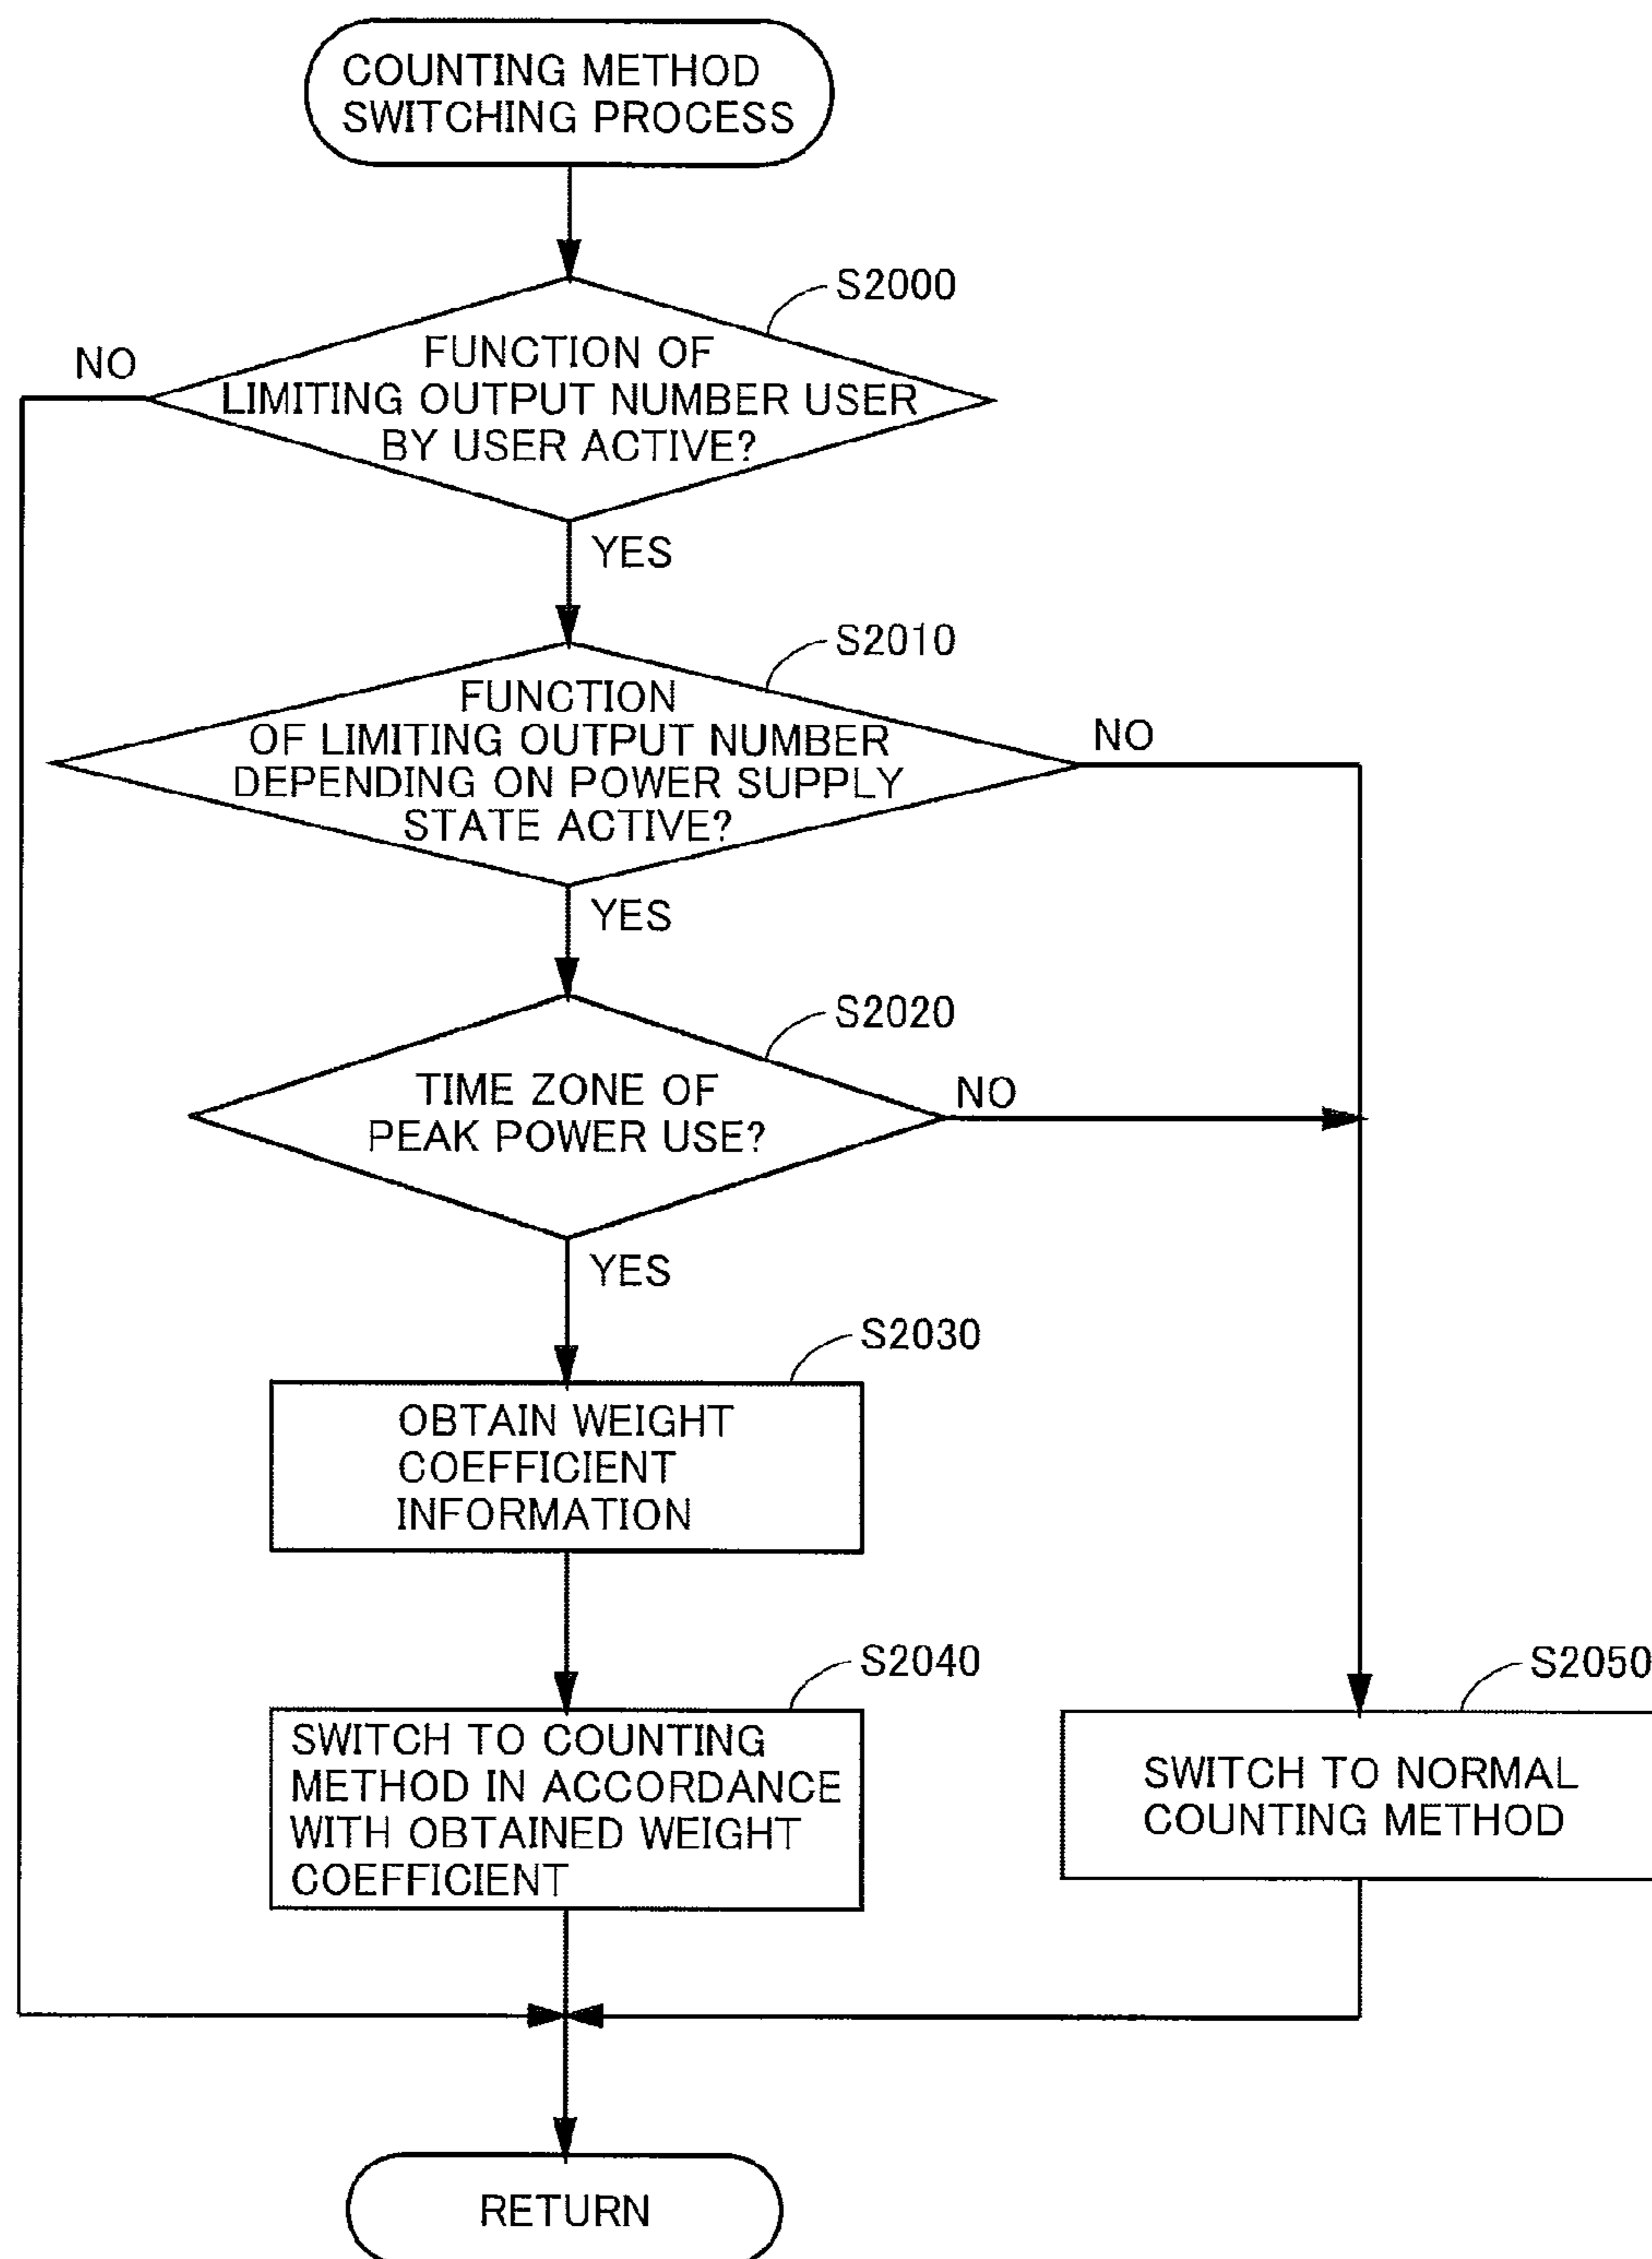 COUNTING METHOD
SWITCHING PROCESS
S2000
NO
FUNCTION OF
LIMITING OUTPUT NUMBER USER
BY USER ACTIVE?
YES
S2010
FUNCTION
OF LIMITING OUTPUT NUMBER
DEPENDING ON POWER SUPPLY
STATE ACTIVE?
NO
YES
S2020
TIME ZONE OF
PEAK POWER USE?
NO
YES
S2030
OBTAIN WEIGHT
COEFFICIENT
INFORMATION
S2040
SWITCH TO COUNTING
METHOD IN ACCORDANCE
WITH OBTAINED WEIGHT
COEFFICIENT
S2050
SWITCH TO NORMAL
COUNTING METHOD
RETURN